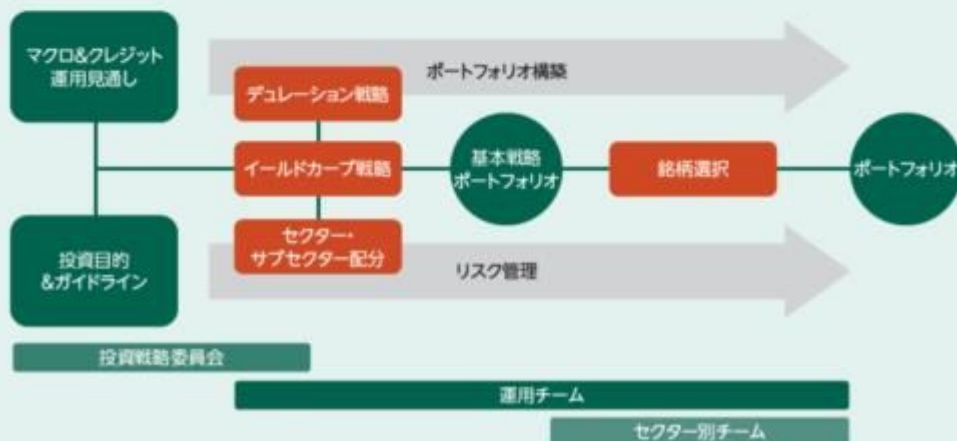 マクロ&クレジット
運用見通し
ポートフォリオ構築
デュレーション戦略
イールドカーブ戦略
基本戦略
ポートフォリオ
銘柄選択
ポートフォリオ
セクター・
サブセクター配分
投資目的
&ガイドライン
リスク管理
投資戦略委員会
運用チーム
セクター別チーム